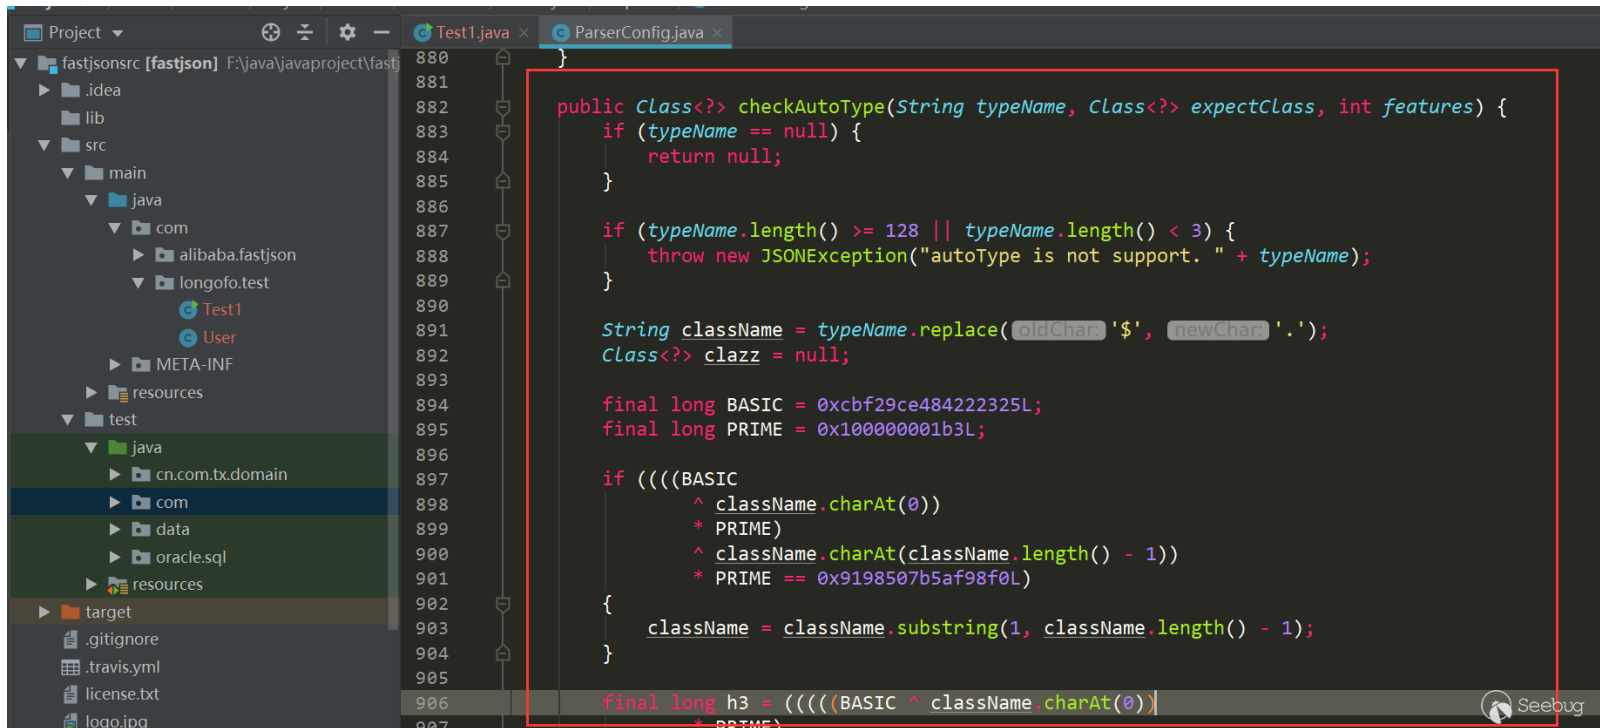 Project
Test1.java
ParserConfig.java
fastjsonsrc [fastjson] F:\java\javaproject\fastj
.idea
lib
src
main
java
com
alibaba.fastjson
longofo.test
Test1
User
META-INF
resources
test
java
cn.com.tx.domain
com
data
oracle.sql
resources
target
.gitignore
.travis.yml
license.txt
logo.jpg
880 }
881
882 public Class<?> checkAutoType(String typeName, Class<?> expectClass, int features) {
883 if (typeName == null) {
884 return null;
885 }
886
887 if (typeName.length() >= 128 || typeName.length() < 3) {
888 throw new JSONException("autoType is not support. " + typeName);
889 }
890
891 String className = typeName.replace( oldChar: '$', newChar: '.');
892 Class<?> clazz = null;
893
894 final long BASIC = 0xcbf29ce484222325L;
895 final long PRIME = 0x100000001b3L;
896
897 if ((((BASIC
898 ^ className.charAt(0))
899 * PRIME)
900 ^ className.charAt(className.length() - 1))
901 * PRIME == 0x9198507b5af98f0L)
902 {
903 className = className.substring(1, className.length() - 1);
904 }
905
906 final long h3 = (((((BASIC ^ className.charAt(0))
907 * PRIME)
Seebug